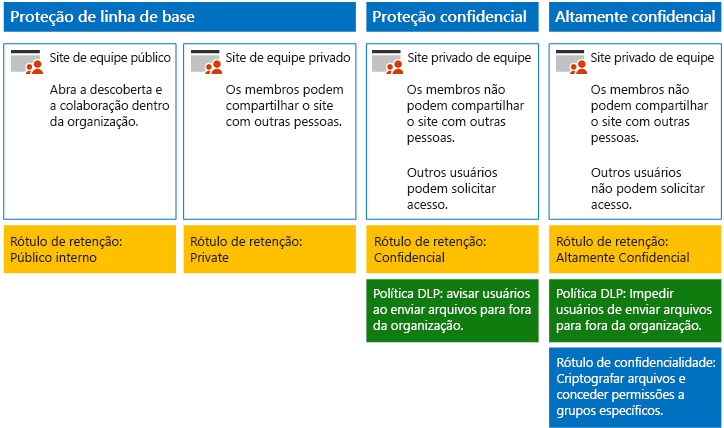 Proteção de linha de base
Proteção confidencial
Altamente confidencial
Site de equipe público
Abra a descoberta e
a colaboração dentro
da organização.
Site de equipe privado
Os membros podem
compartilhar o site
com outras pessoas.
Site privado de equipe
Os membros não
podem compartilhar
o site com outras
pessoas.
Outros usuários
podem solicitar
acesso.
Site privado de equipe
Os membros não
podem compartilhar
o site com outras
pessoas.
Outros usuários
não podem solicitar
acesso.
Rótulo de retenção:
Público interno
Rótulo de retenção:
Private
Rótulo de retenção:
Confidencial
Rótulo de retenção:
Altamente Confidencial
Política DLP: avisar usuários
ao enviar arquivos para fora
da organização.
Política DLP: Impedir
usuários de enviar arquivos
para fora da organização.
Rótulo de confidencialidade:
Criptografar arquivos e
conceder permissões a
grupos específicos.